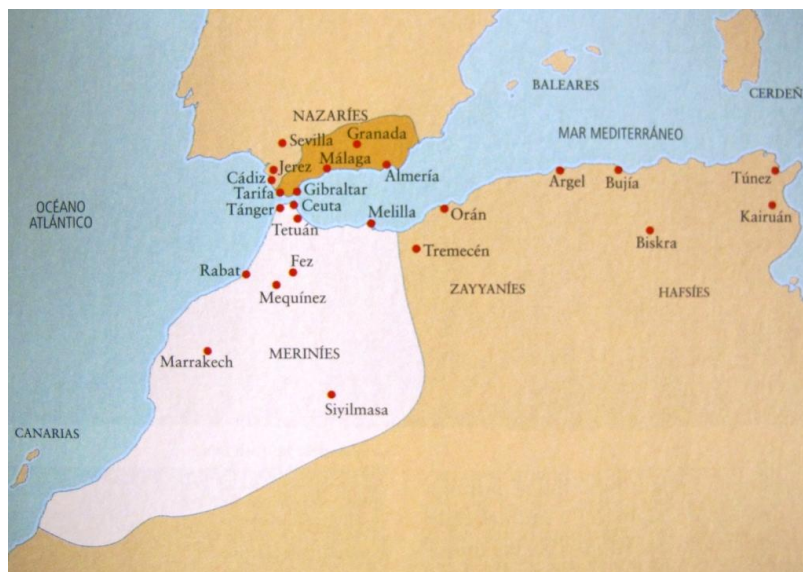 BALEARES
CERDEÑ
NAZARÍES
MAR MEDITERRÁNEO
Sevilla
Granada
Jerez
Málaga
Cádiz
Almería
Argel
Bujía
Túnez
Tarifa
Gibraltar
OCÉANO
ATLÁNTICO
Tánger
Ceuta
Melilla
Orán
Kairuán
Tetuán
Biskra
Tremecén
Fez
Rabat
ZAYYANÍES
HAFSÍES
Mequínez
Marrakech
MERINÍES
Siyilmasa
CANARIAS